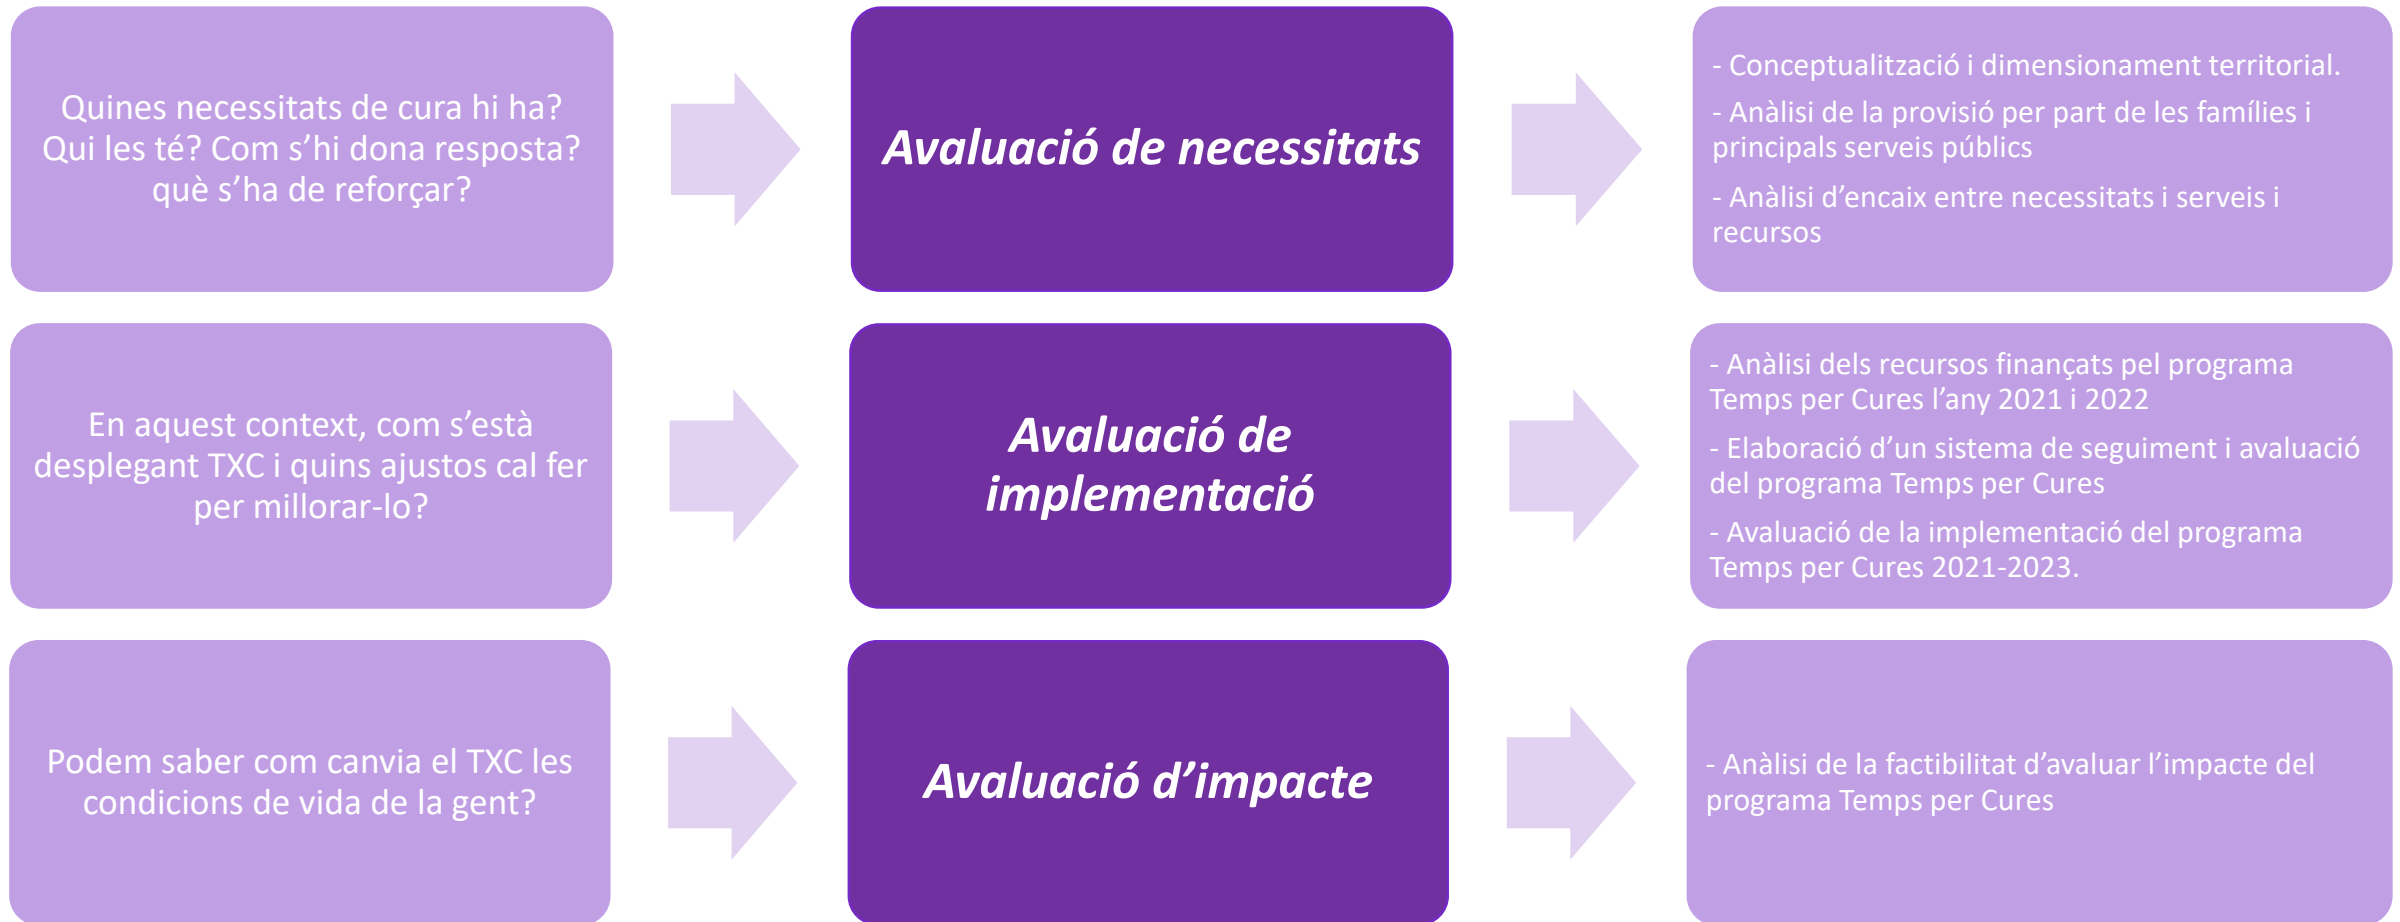 Quines necessitats de cura hi ha?
Qui les té? Com s’hi dona resposta?
què s’ha de reforçar?
Avaluació de necessitats
- Conceptualització i dimensionament territorial.
- Anàlisi de la provisió per part de les famílies i
principals serveis públics
- Anàlisi d’encaix entre necessitats i serveis i
recursos
En aquest context, com s’està
desplegant TXC i quins ajustos cal fer
per millorar-lo?
Avaluació de
implementació
- Anàlisi dels recursos finançats pel programa
Temps per Cures l’any 2021 i 2022
- Elaboració d’un sistema de seguiment i avaluació
del programa Temps per Cures
- Avaluació de la implementació del programa
Temps per Cures 2021-2023.
Podem saber com canvia el TXC les
condicions de vida de la gent?
Avaluació d’impacte
- Anàlisi de la factibilitat d’avaluar l’impacte del
programa Temps per Cures